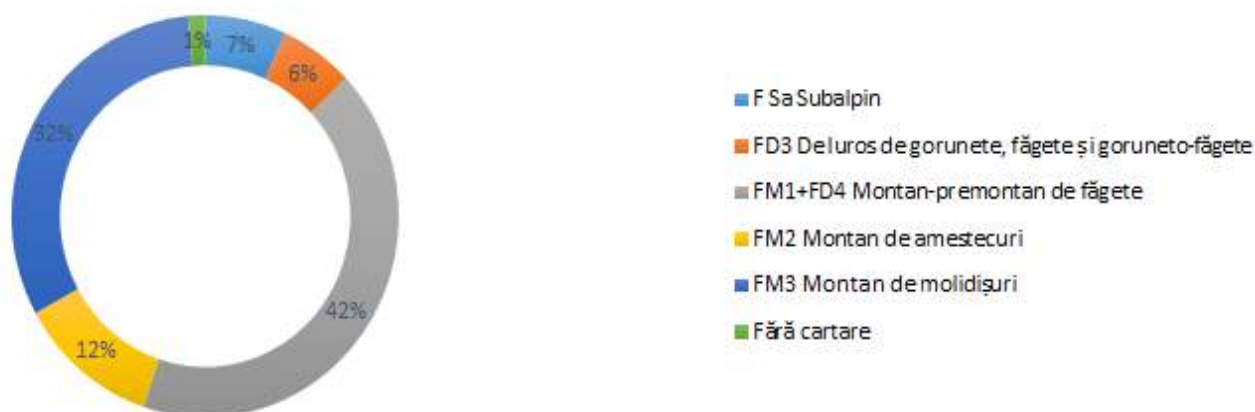 1%
7%
6%
32%
42%
12%
F Sa Subalpin
FD3 Deluros de gorunete, făgete și goruneto-făgete
FM1+FD4 Montan-premontan de făgete
FM2 Montan de amestecuri
FM3 Montan de molidișuri
Fără cartare